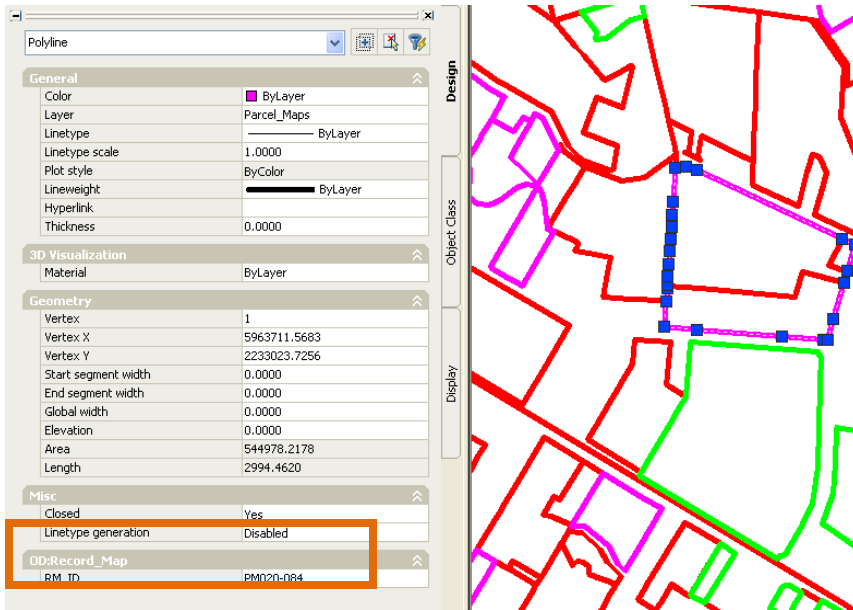 Polyline
General
Color ByLayer
Layer Parcel_Maps
Linetype ByLayer
Linetype scale 1.0000
Plot style ByColor
Lineweight ByLayer
Hyperlink
Thickness 0.0000
3D Visualization
Material ByLayer
Geometry
Vertex 1
Vertex X 5963711.5683
Vertex Y 2233023.7256
Start segment width 0.0000
End segment width 0.0000
Global width 0.0000
Elevation 0.0000
Area 544978.2178
Length 2994.4620
Misc
Closed Yes
Linetype generation Disabled
OD:Record_Map
RM_ID PM020-084
Design
Object Class
Display